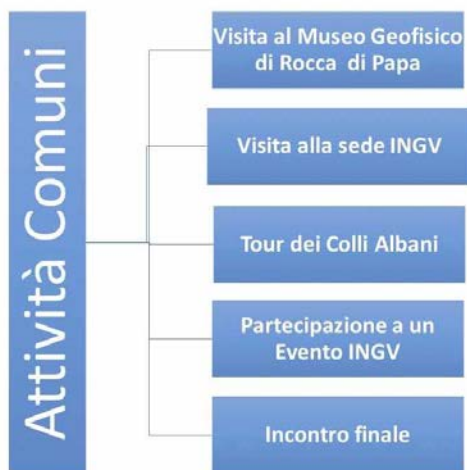 Attività Comuni
Visita al Museo Geofisico
di Rocca di Papa
Visita alla sede INGV
Tour dei Colli Albani
Partecipazione a un
Evento INGV
Incontro finale